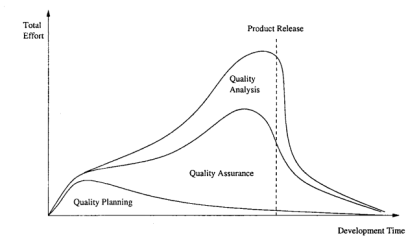 Total
Effort
Product Release
Quality
Analysis
Quality Assurance
Quality Planning
Development Time